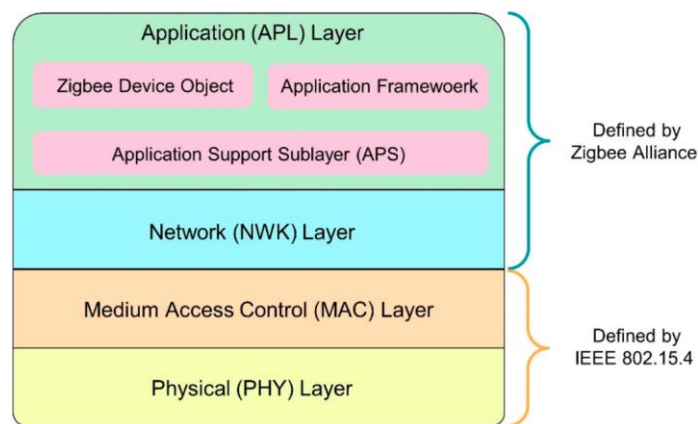 Application (APL) Layer
Zigbee Device Object
Application Framewoerk
Application Support Sublayer (APS)
Network (NWK) Layer
Medium Access Control (MAC) Layer
Physical (PHY) Layer
Defined by
Zigbee Alliance
Defined by
IEEE 802.15.4